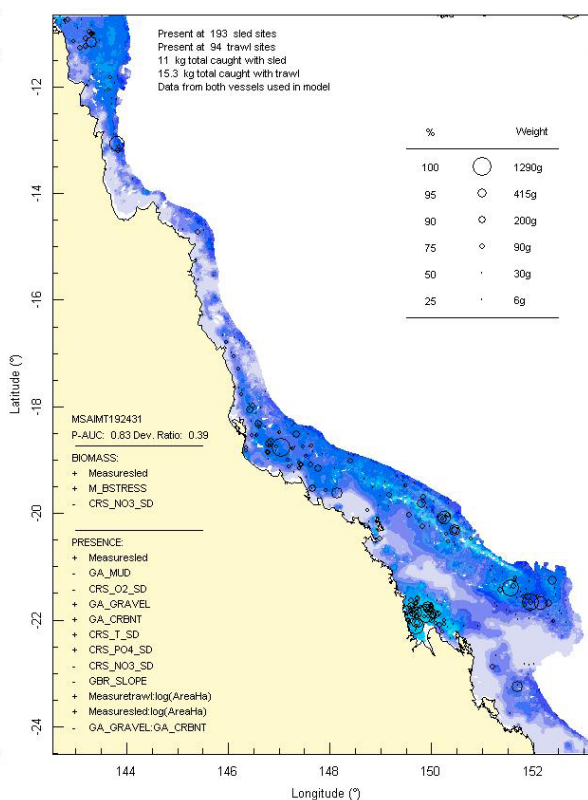 Present at 193 sled sites
Present at 94 trawl sites
11 kg total caught with sled
15.3 kg total caught with trawl
Data from both vessels used in model
% Weight
100 1290g
95 415g
90 200g
75 90g
50 30g
25 6g
-12
-14
-16
-18
-20
-22
-24
Latitude (°)
MSAIMT192431
P-AUC: 0.83 Dev. Ratio: 0.39
BIOMASS:
+ Measuresled
+ M_BSTRESS
- CRS_NO3_SD
PRESENCE:
+ Measuresled
- GA_MUD
- CRS_O2_SD
+ GA_GRAVEL
+ GA_CRBNT
+ CRS_T_SD
+ CRS_PO4_SD
- CRS_NO3_SD
- GBR_SLOPE
+ Measuretrawl:log(AreaHa)
+ Measuresled:log(AreaHa)
- GA_GRAVEL:GA_CRBNT
144 146 148 150 152
Longitude (°)